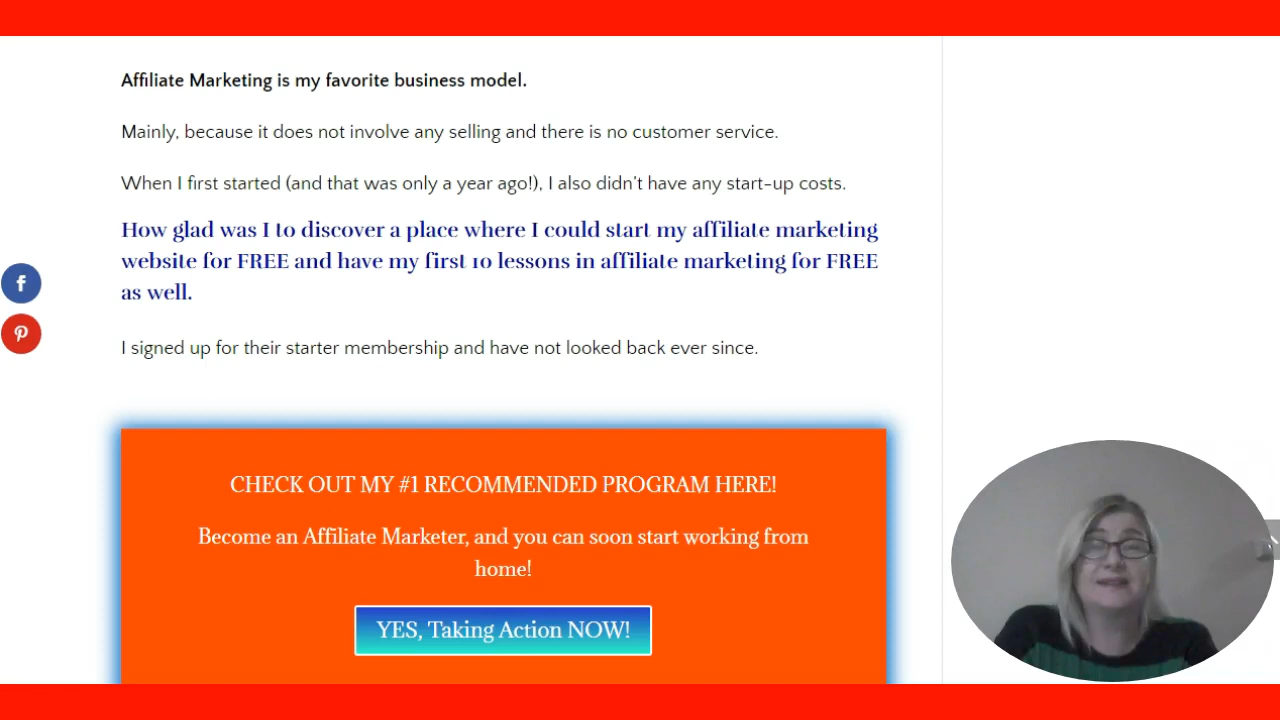 Affiliate Marketing is my favorite business model.
Mainly, because it does not involve any selling and there is no customer service.
When I first started (and that was only a year ago!), I also didn't have any start-up costs.
How glad was I to discover a place where I could start my affiliate marketing
website for FREE and have my first 10 lessons in affiliate marketing for FREE
as well.
I signed up for their starter membership and have not looked back ever since.
CHECK OUT MY #1 RECOMMENDED PROGRAM HERE!
Become an Affiliate Marketer, and you can soon start working from
home!
YES, Taking Action NOW!